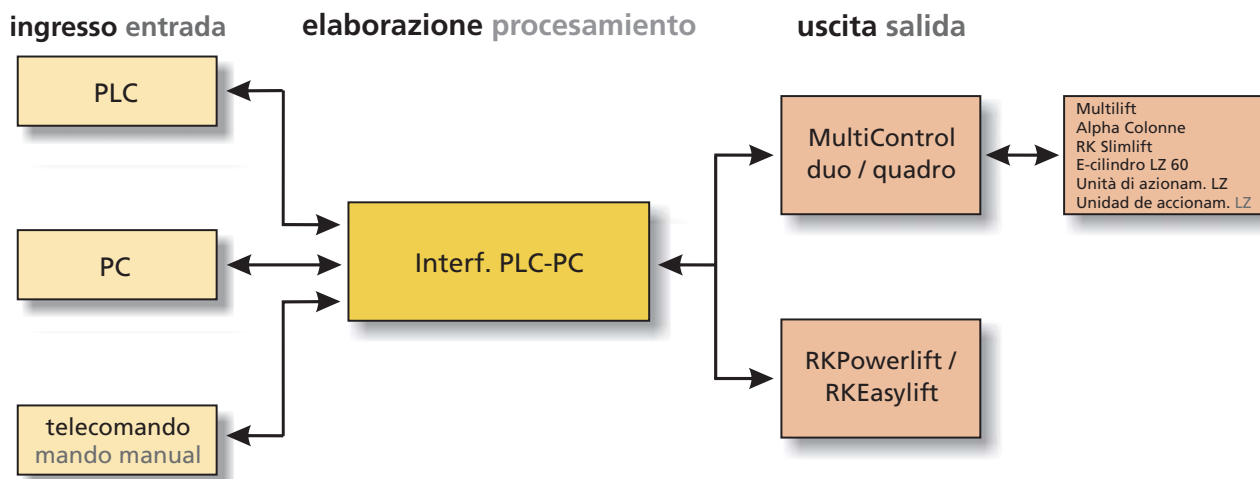 ingresso entrada
elaborazione procesamiento
uscita salida
PLC
PC
telecomando
mando manual
Interf. PLC-PC
MultiControl
duo / quadro
RKPowerlift /
RKEasylift
Multilift
Alpha Colonne
RK Slimlift
E-cilindro LZ 60
Unità di azionam. LZ
Unidad de accionam. LZ